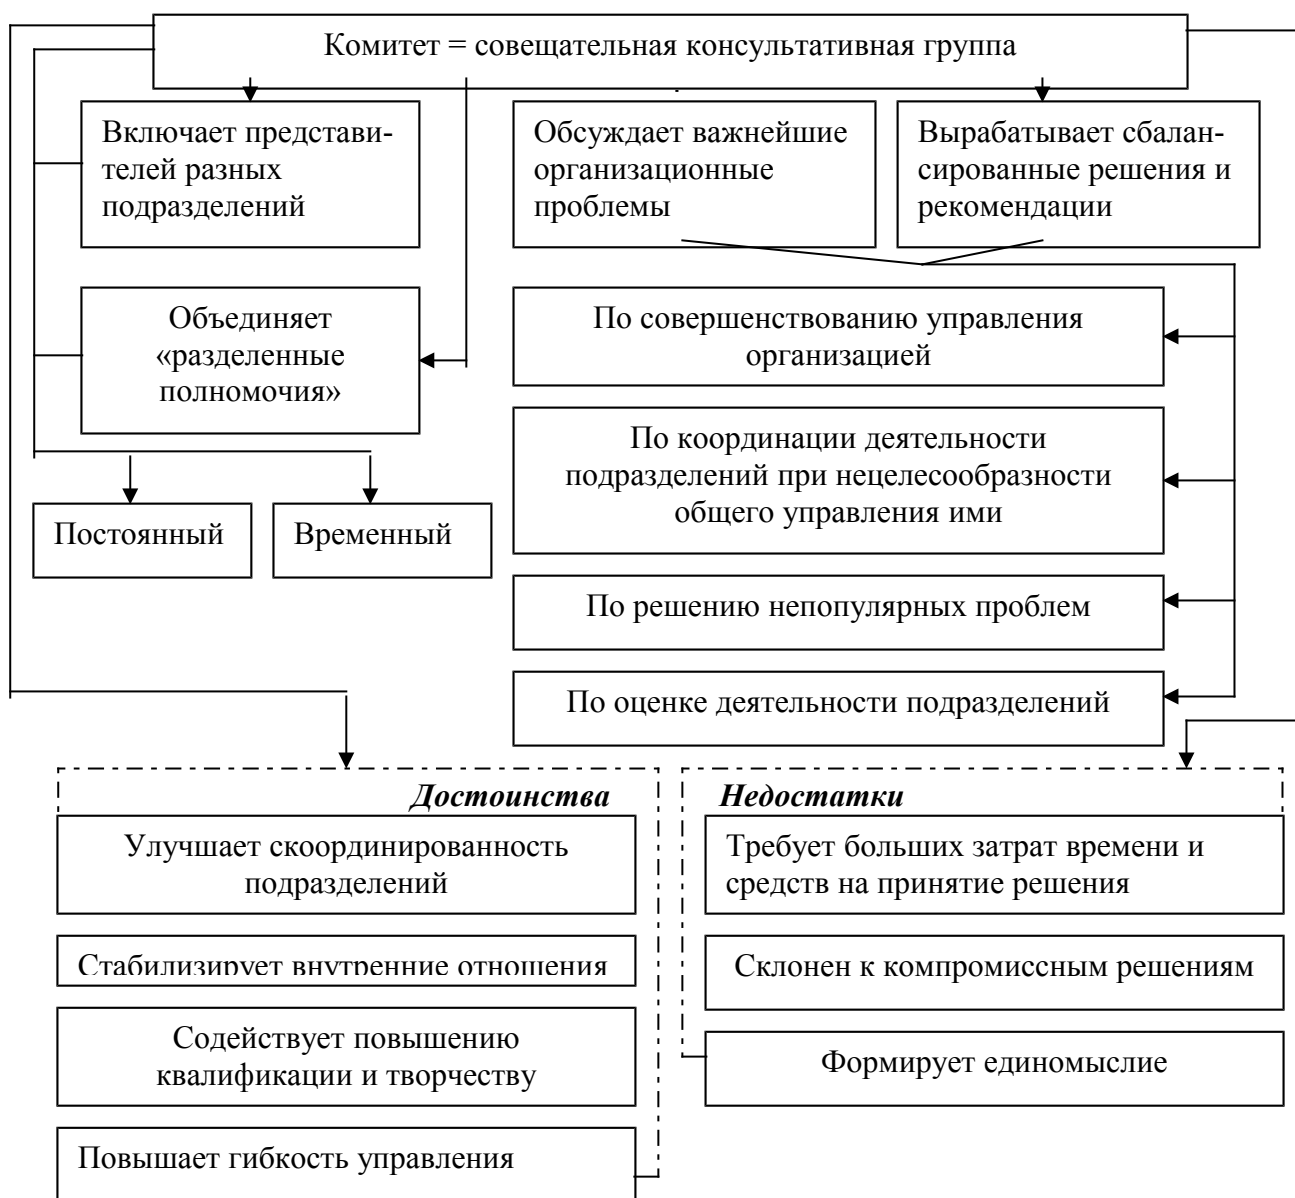 Комитет = совещательная консультативная группа
Включает представи-
телей разных
подразделений
Обсуждает важнейшие
организационные
проблемы
Вырабатывает сбалан-
сированные решения и
рекомендации
Объединяет
«разделенные
полномочия»
По совершенствованию управления
организацией
По координации деятельности
подразделений при нецелесообразности
общего управления ими
Постоянный
Временный
По решению непопулярных проблем
По оценке деятельности подразделений
Достоинства
Улучшает скоординированность
подразделений
Стабилизирует внутренние отношения
Содействует повышению
квалификации и творчеству
Повышает гибкость управления
Недостатки
Требует больших затрат времени и
средств на принятие решения
Склонен к компромиссным решениям
Формирует единомыслие